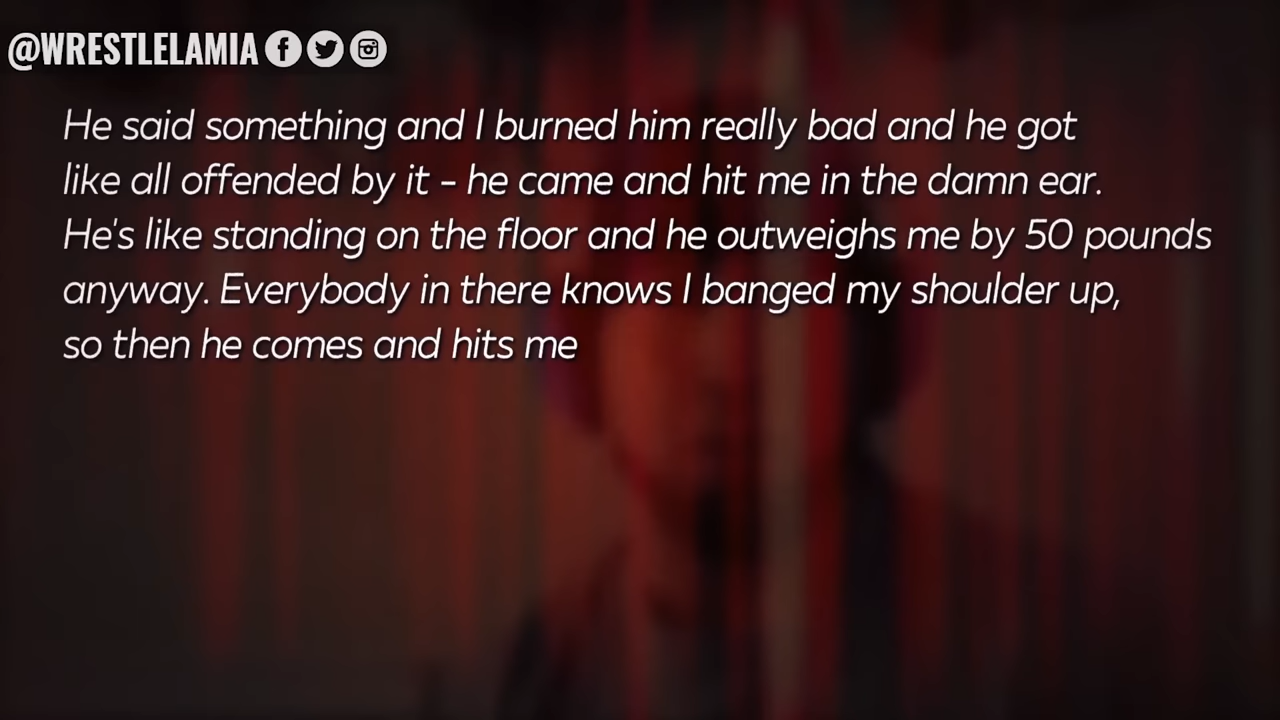 @WRESTLELAMIA
He said something and I burned him really bad and he got
like all offended by it - he came and hit me in the damn ear.
He's like standing on the floor and he outweighs me by 50 pounds
anyway. Everybody in there knows I banged my shoulder up,
so then he comes and hits me